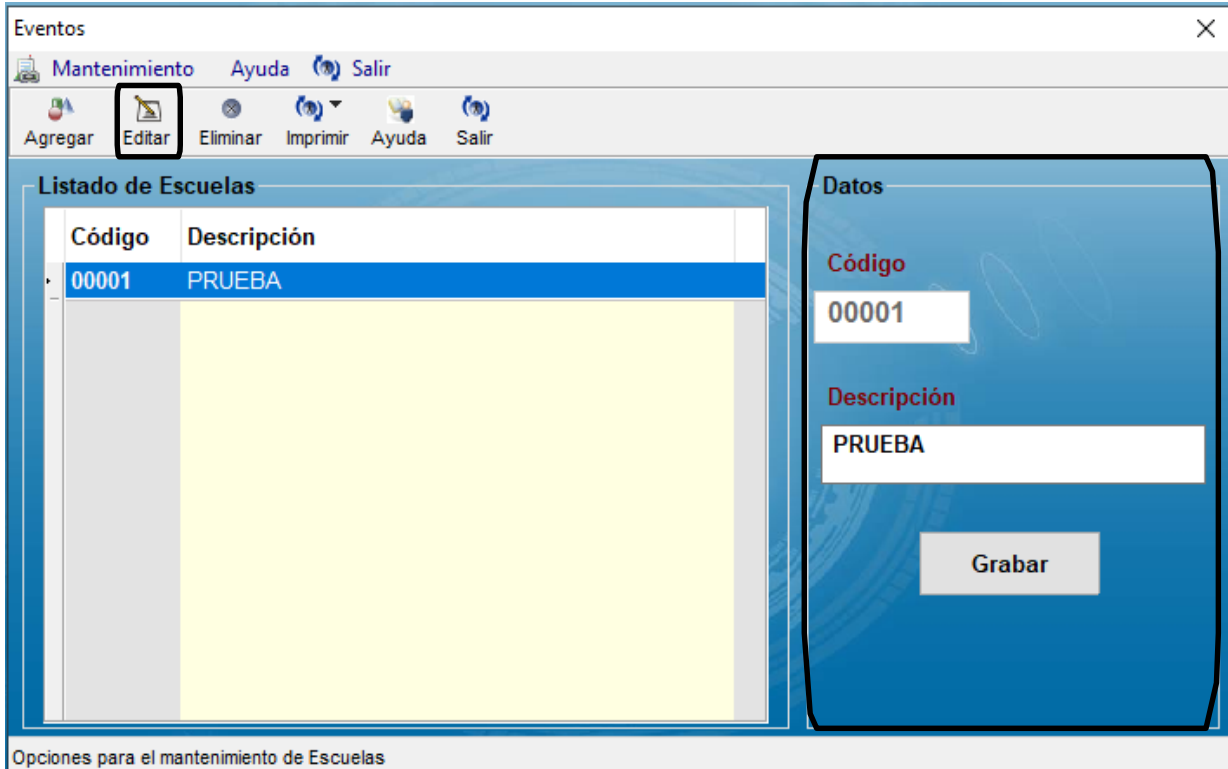 Eventos
Mantenimiento Ayuda Salir
Agregar Editar Eliminar Imprimir Ayuda Salir
Listado de Escuelas
Código Descripción
00001 PRUEBA
Datos
Código
00001
Descripción
PRUEBA
Grabar
Opciones para el mantenimiento de Escuelas